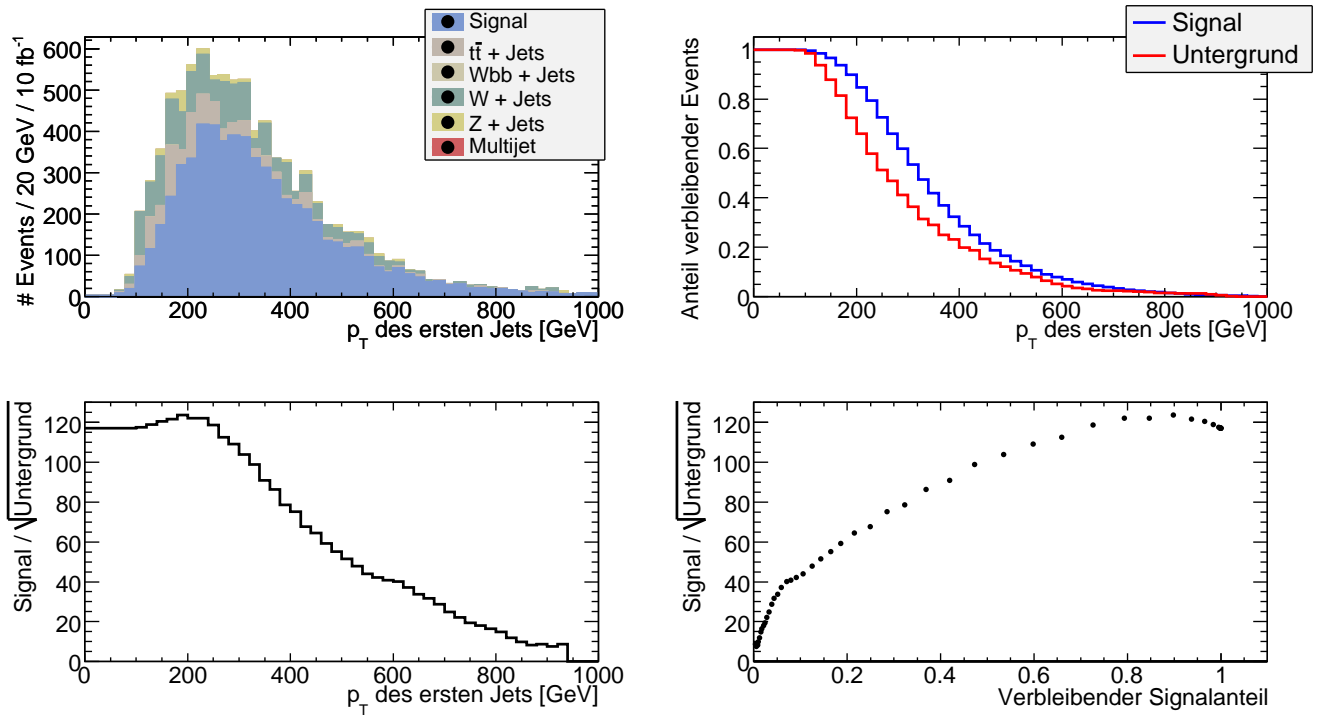 # Events / 20 GeV / 10 fb⁻¹
600
500
400
300
200
100
0
0 200 400 600 800 1000
p_T des ersten Jets [GeV]
Signal
tt̄ + Jets
Wbb + Jets
W + Jets
Z + Jets
Multijet
Anteil verbleibender Events
1
0.8
0.6
0.4
0.2
0
0 200 400 600 800 1000
p_T des ersten Jets [GeV]
Signal
Untergrund
Signal / √Untergrund
120
100
80
60
40
20
0
0 200 400 600 800 1000
p_T des ersten Jets [GeV]
Signal / √Untergrund
120
100
80
60
40
20
0
0 0.2 0.4 0.6 0.8 1
Verbleibender Signalanteil